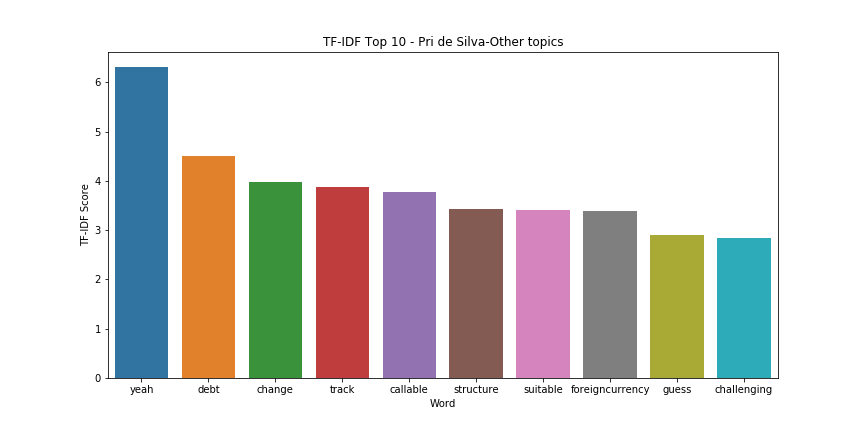 TF-IDF Top 10 - Pri de Silva-Other topics
TF-IDF Score
6
5
4
3
2
1
0
yeah debt change track callable structure suitable foreigncurrency guess challenging
Word